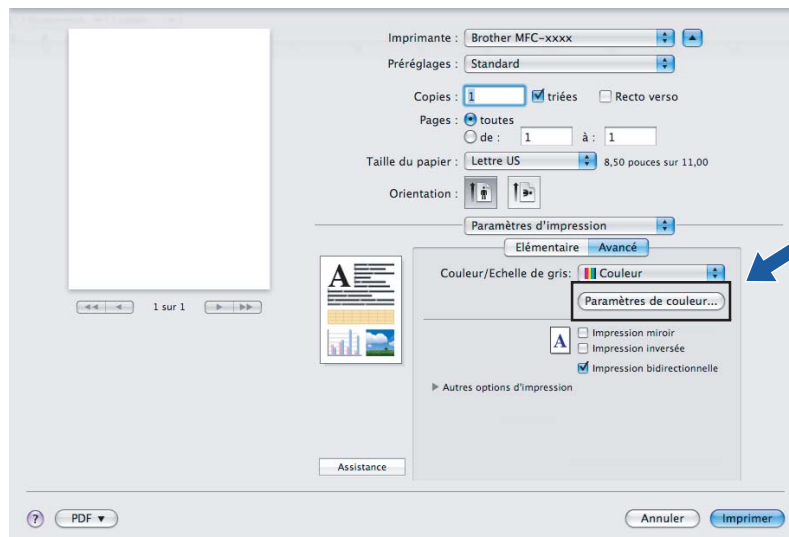 Imprimante : Brother MFC-xxxx
Préréglages : Standard
Copies : 1 triées Recto verso
Pages : toutes
de : 1 à : 1
Taille du papier : Lettre US 8,50 pouces sur 11,00
Orientation :
Paramètres d'impression
Elémentaire Avancé
Couleur/Echelle de gris: Couleur
Paramètres de couleur...
1 sur 1
A
A
Impression miroir
Impression inversée
Impression bidirectionnelle
Autres options d'impression
Assistance
? PDF Annuler Imprimer